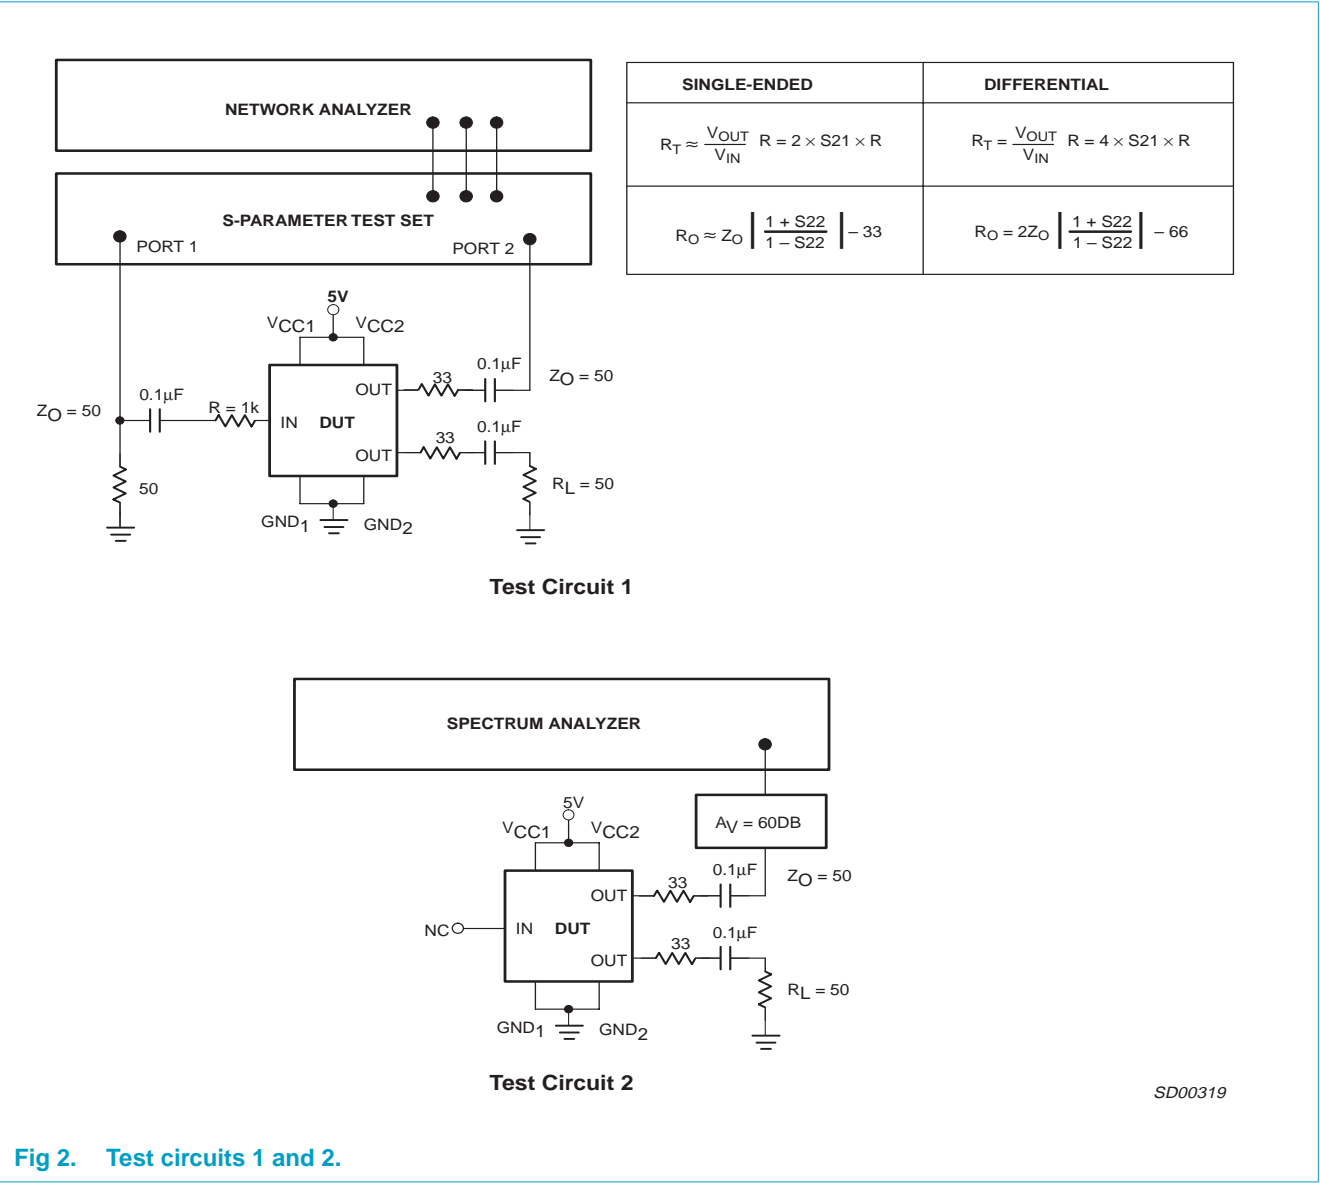 NETWORK ANALYZER
S-PARAMETER TEST SET
PORT 1
PORT 2
SINGLE-ENDED
DIFFERENTIAL
RT ≈ VOUT/VIN R = 2 × S21 × R
RT = VOUT/VIN R = 4 × S21 × R
RO ≈ ZO | 1 + S22 / 1 – S22 | – 33
RO = 2ZO | 1 + S22 / 1 – S22 | – 66
5V
VCC1
VCC2
ZO = 50
0.1µF
R = 1k
50
IN
DUT
OUT
OUT
33
0.1µF
ZO = 50
33
0.1µF
RL = 50
GND1
GND2
Test Circuit 1
SPECTRUM ANALYZER
AV = 60DB
5V
VCC1
VCC2
NC
IN
DUT
OUT
OUT
33
0.1µF
ZO = 50
33
0.1µF
RL = 50
GND1
GND2
Test Circuit 2
SD00319
Fig 2. Test circuits 1 and 2.